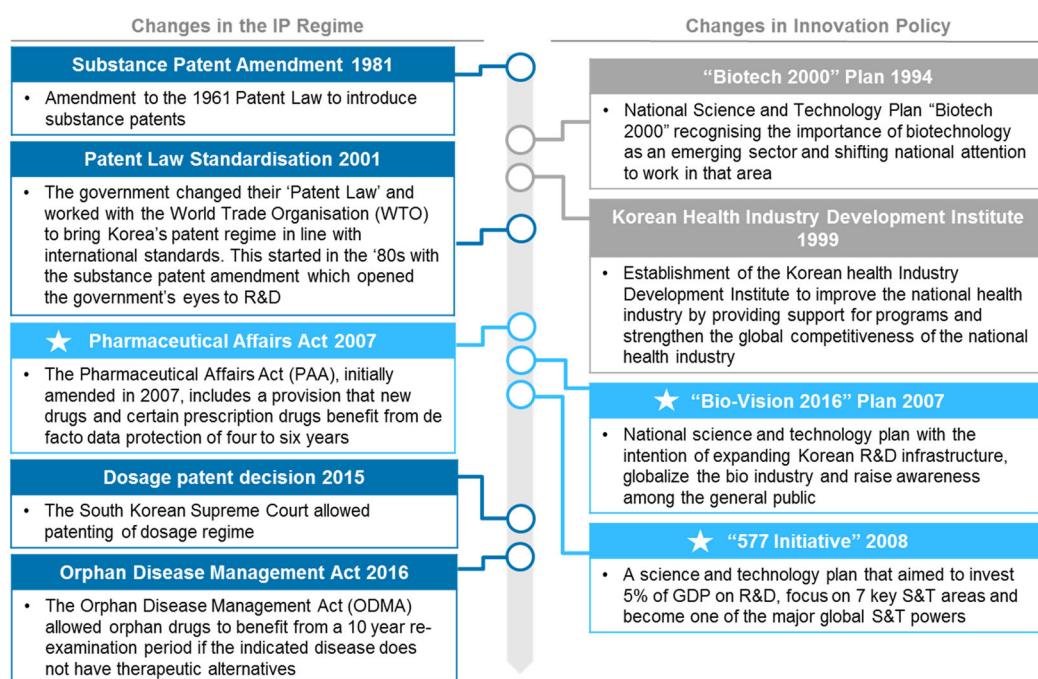 Changes in the IP Regime
Substance Patent Amendment 1981
• Amendment to the 1961 Patent Law to introduce
substance patents
Patent Law Standardisation 2001
• The government changed their ‘Patent Law’ and
worked with the World Trade Organisation (WTO)
to bring Korea’s patent regime in line with
international standards. This started in the ‘80s with
the substance patent amendment which opened
the government’s eyes to R&D
Pharmaceutical Affairs Act 2007
• The Pharmaceutical Affairs Act (PAA), initially
amended in 2007, includes a provision that new
drugs and certain prescription drugs benefit from de
facto data protection of four to six years
Dosage patent decision 2015
• The South Korean Supreme Court allowed
patenting of dosage regime
Orphan Disease Management Act 2016
• The Orphan Disease Management Act (ODMA)
allowed orphan drugs to benefit from a 10 year re-
examination period if the indicated disease does
not have therapeutic alternatives
Changes in Innovation Policy
“Biotech 2000” Plan 1994
• National Science and Technology Plan “Biotech
2000” recognising the importance of biotechnology
as an emerging sector and shifting national attention
to work in that area
Korean Health Industry Development Institute
1999
• Establishment of the Korean health Industry
Development Institute to improve the national health
industry by providing support for programs and
strengthen the global competitiveness of the national
health industry
“Bio-Vision 2016” Plan 2007
• National science and technology plan with the
intention of expanding Korean R&D infrastructure,
globalize the bio industry and raise awareness
among the general public
“577 Initiative” 2008
• A science and technology plan that aimed to invest
5% of GDP on R&D, focus on 7 key S&T areas and
become one of the major global S&T powers